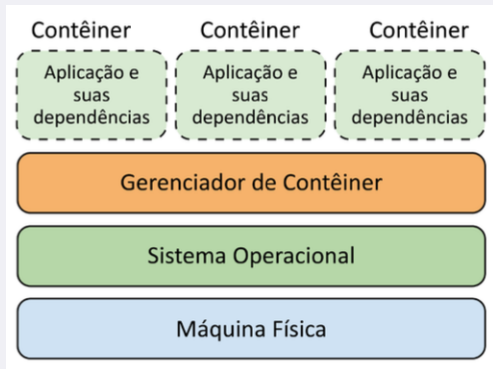 Contêiner Contêiner Contêiner
Aplicação e
suas
dependências
Aplicação e
suas
dependências
Aplicação e
suas
dependências
Gerenciador de Contêiner
Sistema Operacional
Máquina Física